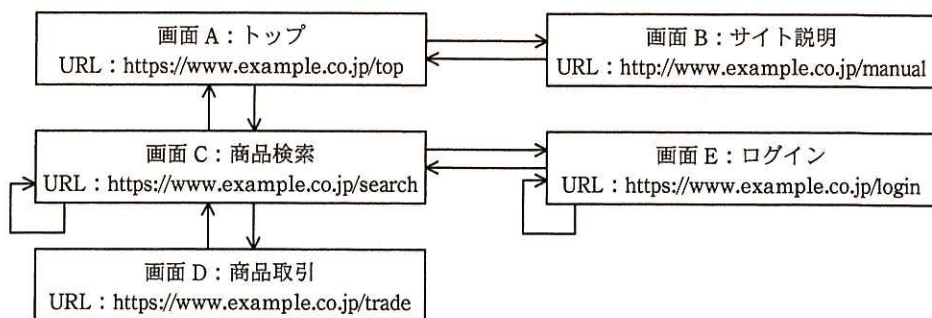 画面 A：トップ
URL：https://www.example.co.jp/top
画面 B：サイト説明
URL：http://www.example.co.jp/manual
画面 C：商品検索
URL：https://www.example.co.jp/search
画面 E：ログイン
URL：https://www.example.co.jp/login
画面 D：商品取引
URL：https://www.example.co.jp/trade